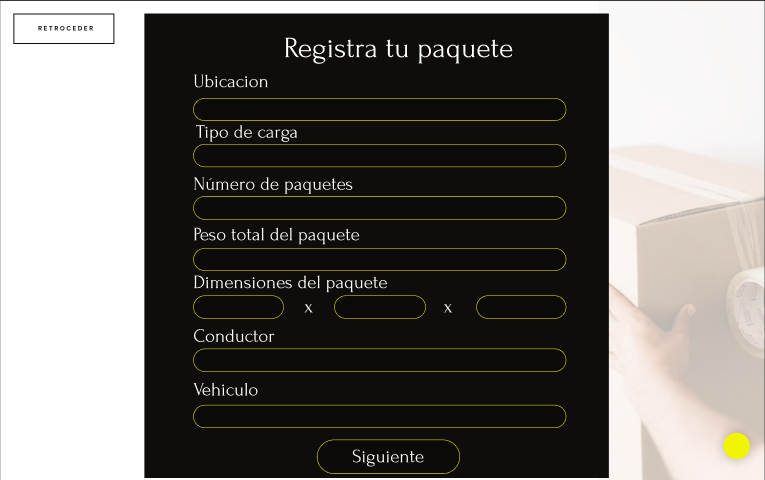 RETROCEDER
Registra tu paquete
Ubicacion
Tipo de carga
Número de paquetes
Peso total del paquete
Dimensiones del paquete
x x
Conductor
Vehiculo
Siguiente